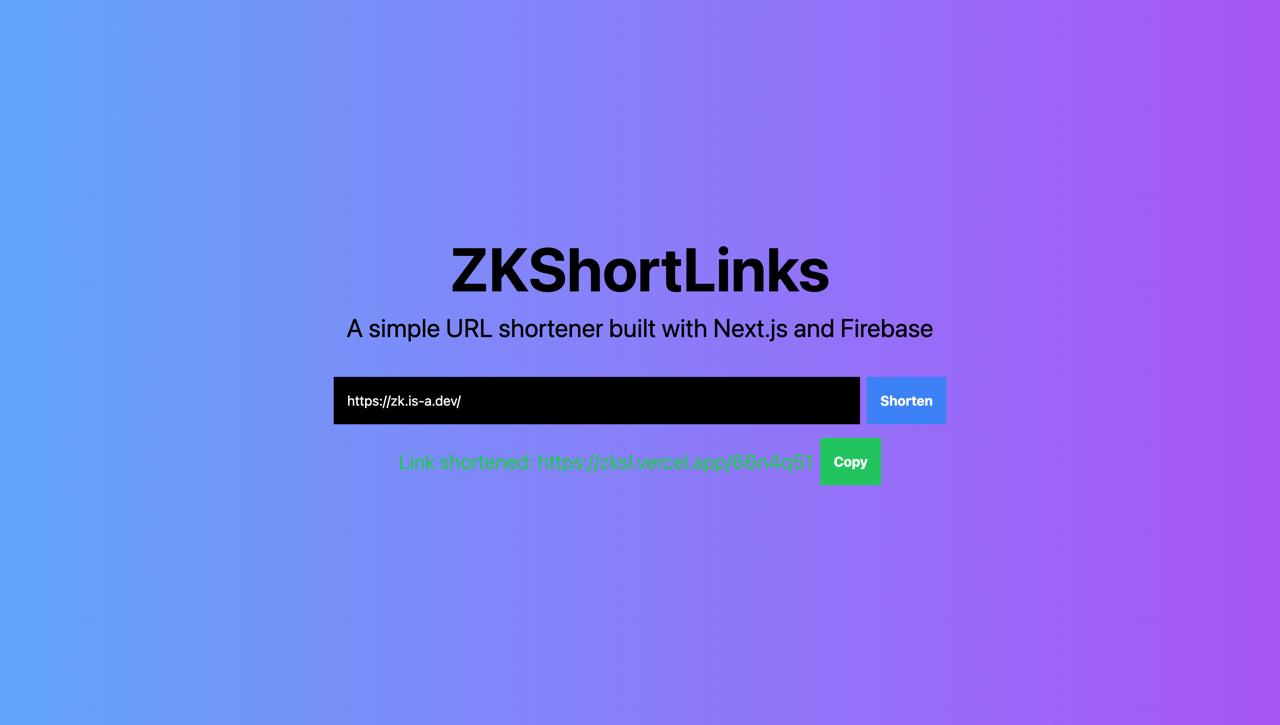 ZKShortLinks
A simple URL shortener built with Next.js and Firebase
https://zk.is-a.dev/ Shorten
Link shortened: https://zksl.vercel.app/66n4q51 Copy